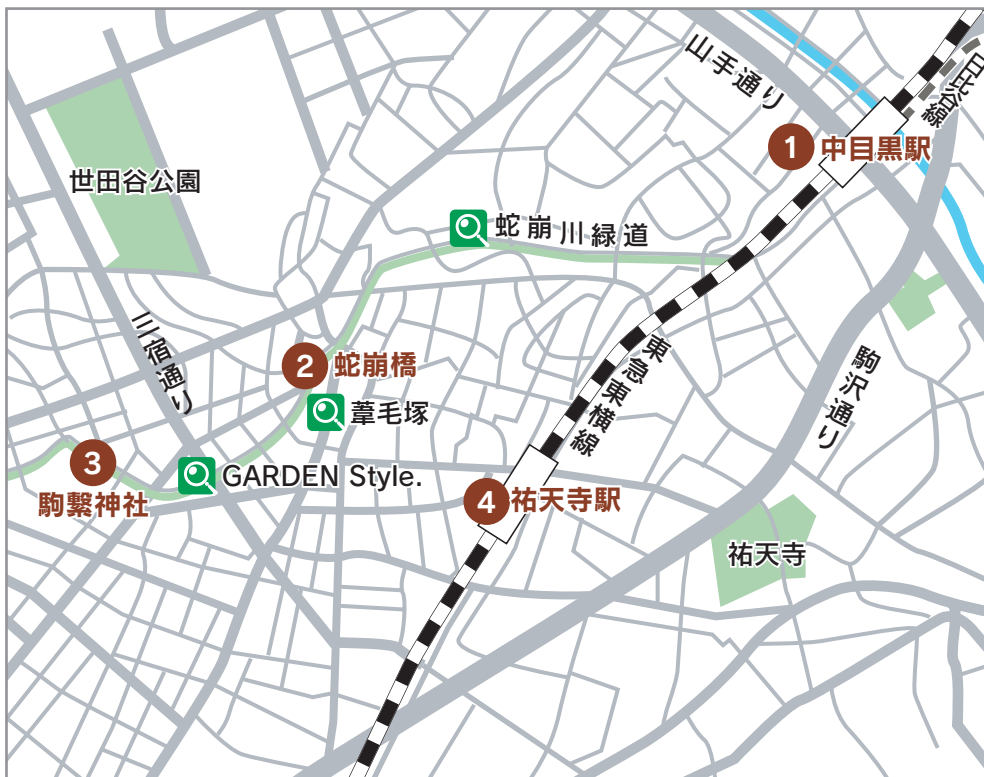 山手通り
日比谷線
1
中目黒駅
世田谷公園
蛇崩川緑道
三宿通り
2
蛇崩橋
東急東横線
駒沢通り
葦毛塚
3
駒繋神社
GARDEN Style.
4
祐天寺駅
祐天寺